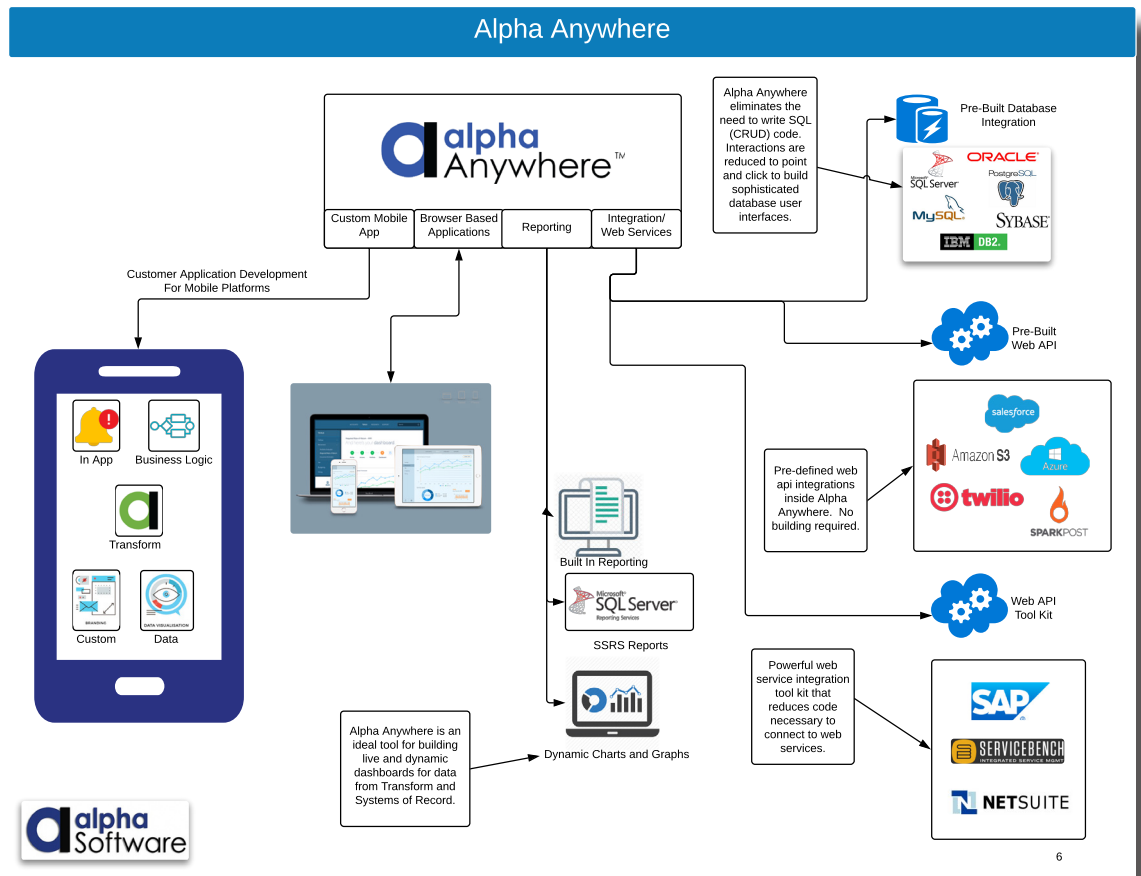 Alpha Anywhere
alpha
Anywhere™
Custom Mobile
App
Browser Based
Applications
Reporting
Integration/
Web Services
Alpha Anywhere
eliminates the
need to write SQL
(CRUD) code.
Interactions are
reduced to point
and click to build
sophisticated
database user
interfaces.
Pre-Built Database
Integration
ORACLE
Microsoft
SQL Server
PostgreSQL
MySQL
SYBASE
IBM DB2.
Customer Application Development
For Mobile Platforms
Pre-Built
Web API
In App
Business Logic
Transform
BRANDING
DATA VISUALISATION
Custom
Data
salesforce
Amazon S3
Azure
twilio
SPARKPOST
Pre-defined web
api integrations
inside Alpha
Anywhere. No
building required.
Built In Reporting
Microsoft
SQL Server
Reporting Services
SSRS Reports
Dynamic Charts and Graphs
Web API
Tool Kit
Powerful web
service integration
tool kit that
reduces code
necessary to
connect to web
services.
SAP
SERVICEBENCH
INTEGRATED SERVICE MGMT
NETSUITE
Alpha Anywhere is an
ideal tool for building
live and dynamic
dashboards for data
from Transform and
Systems of Record.
alpha
Software
6